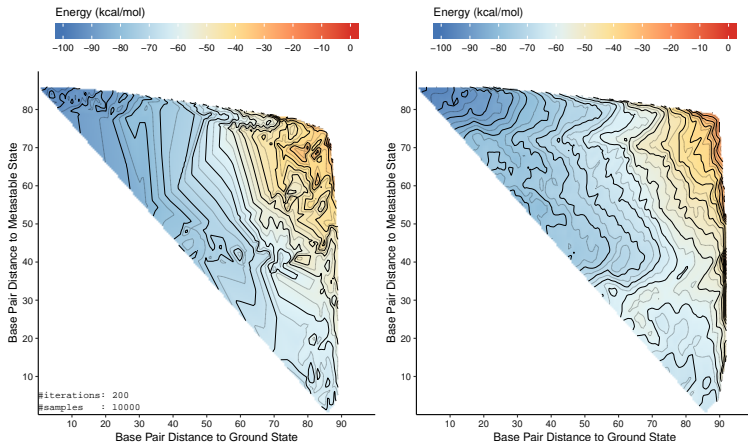 Energy (kcal/mol)
−100 −90 −80 −70 −60 −50 −40 −30 −20 −10 0
Base Pair Distance to Metastable State
80
70
60
50
40
30
20
10
#iterations: 200
#samples : 10000
10 20 30 40 50 60 70 80 90
Base Pair Distance to Ground State
Energy (kcal/mol)
−100 −90 −80 −70 −60 −50 −40 −30 −20 −10 0
Base Pair Distance to Metastable State
80
70
60
50
40
30
20
10
10 20 30 40 50 60 70 80 90
Base Pair Distance to Ground State